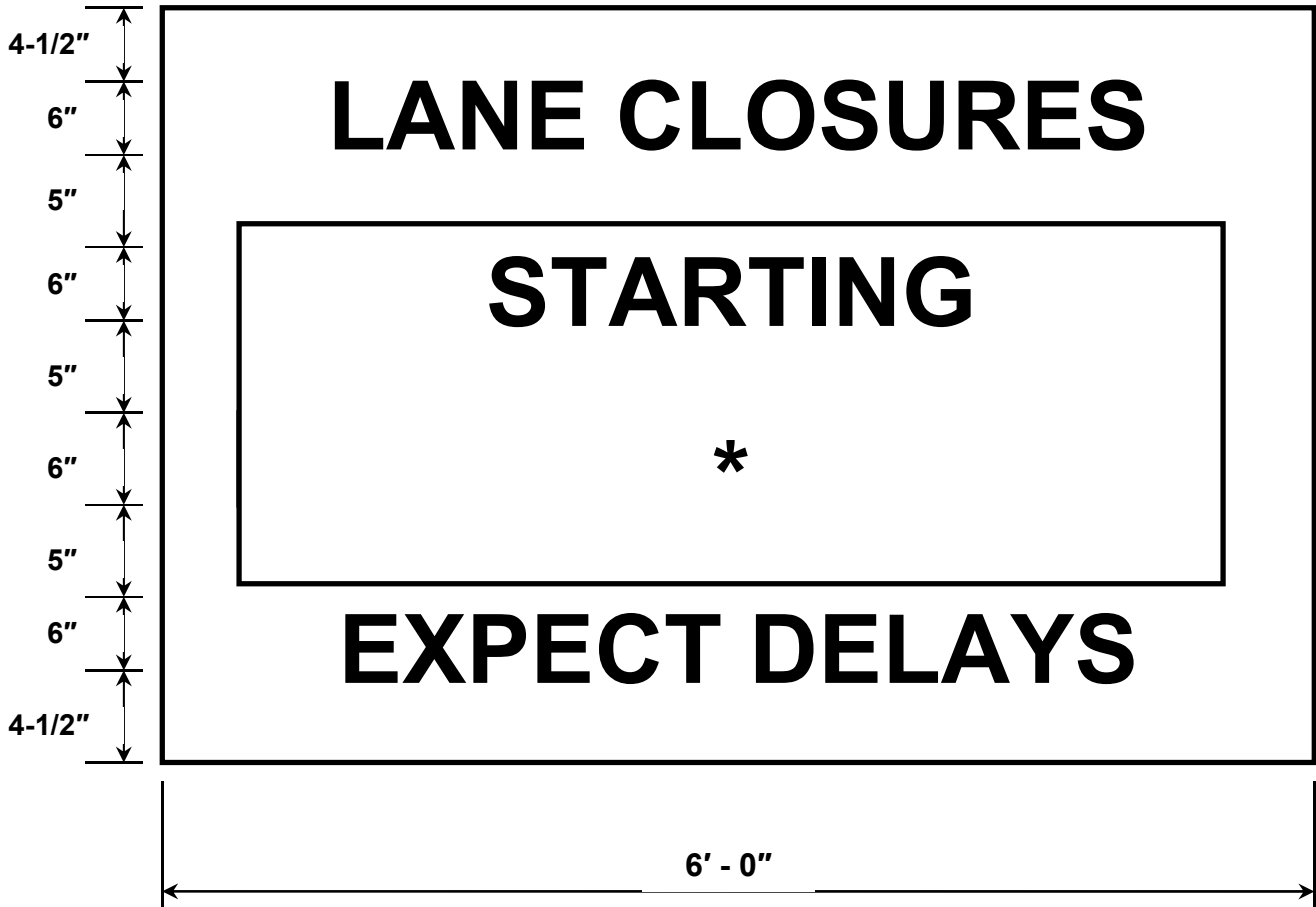 4-1/2″
6″
LANE CLOSURES
5″
6″
STARTING
5″
6″
*
5″
6″
EXPECT DELAYS
4-1/2″
6′ - 0″